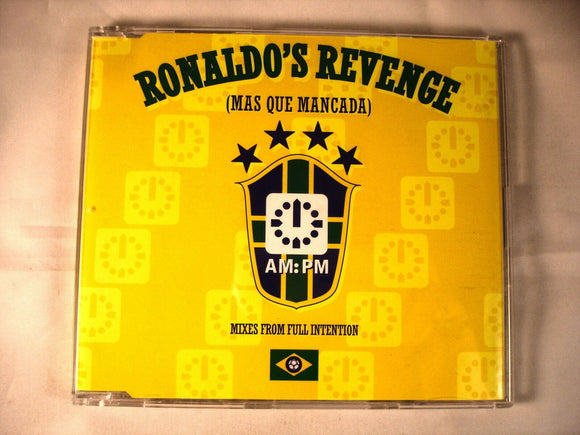 RONALDO'S REVENGE
(MAS QUE MANCADA)
AM:PM
MIXES FROM FULL INTENTION